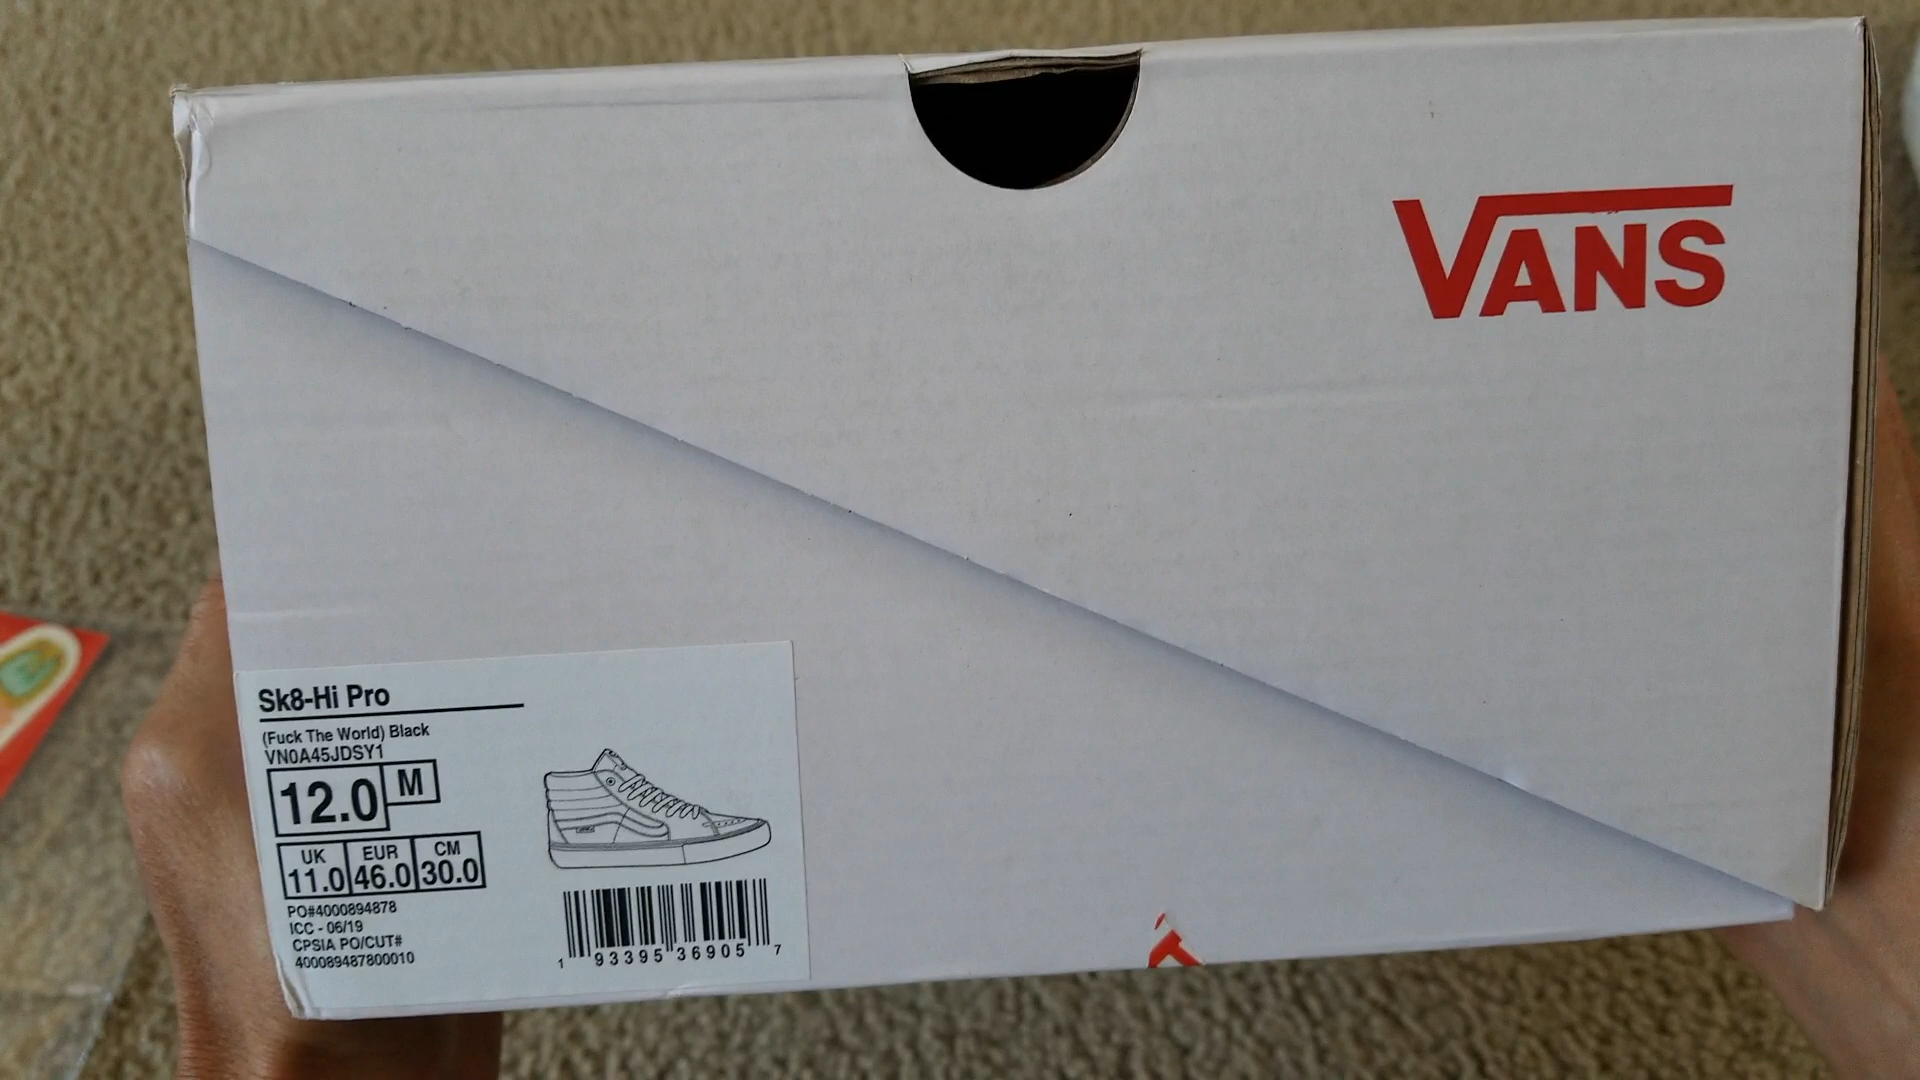 VANS
Sk8-Hi Pro
(Fuck The World) Black
VN0A45JDSY1
12.0 M
UK EUR CM
11.0 46.0 30.0
PO#4000894878
ICC - 06/19
CPSIA PO/CUT#
400089487800010
1 93395 36905 7